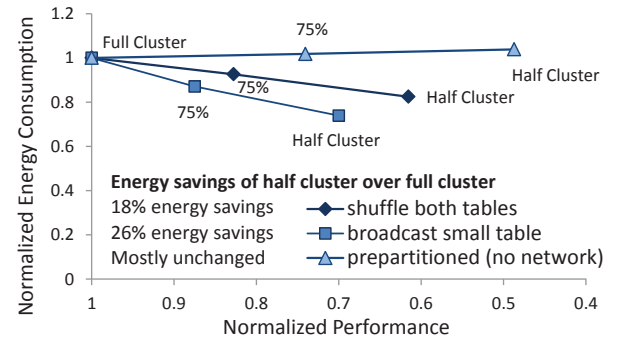 Normalized Energy Consumption
1.2
1
0.8
0.6
0.4
0.2
0
Full Cluster
75%
Half Cluster
75%
Half Cluster
75%
Half Cluster
Energy savings of half cluster over full cluster
18% energy savings shuffle both tables
26% energy savings broadcast small table
Mostly unchanged prepartitioned (no network)
1 0.9 0.8 0.7 0.6 0.5 0.4
Normalized Performance